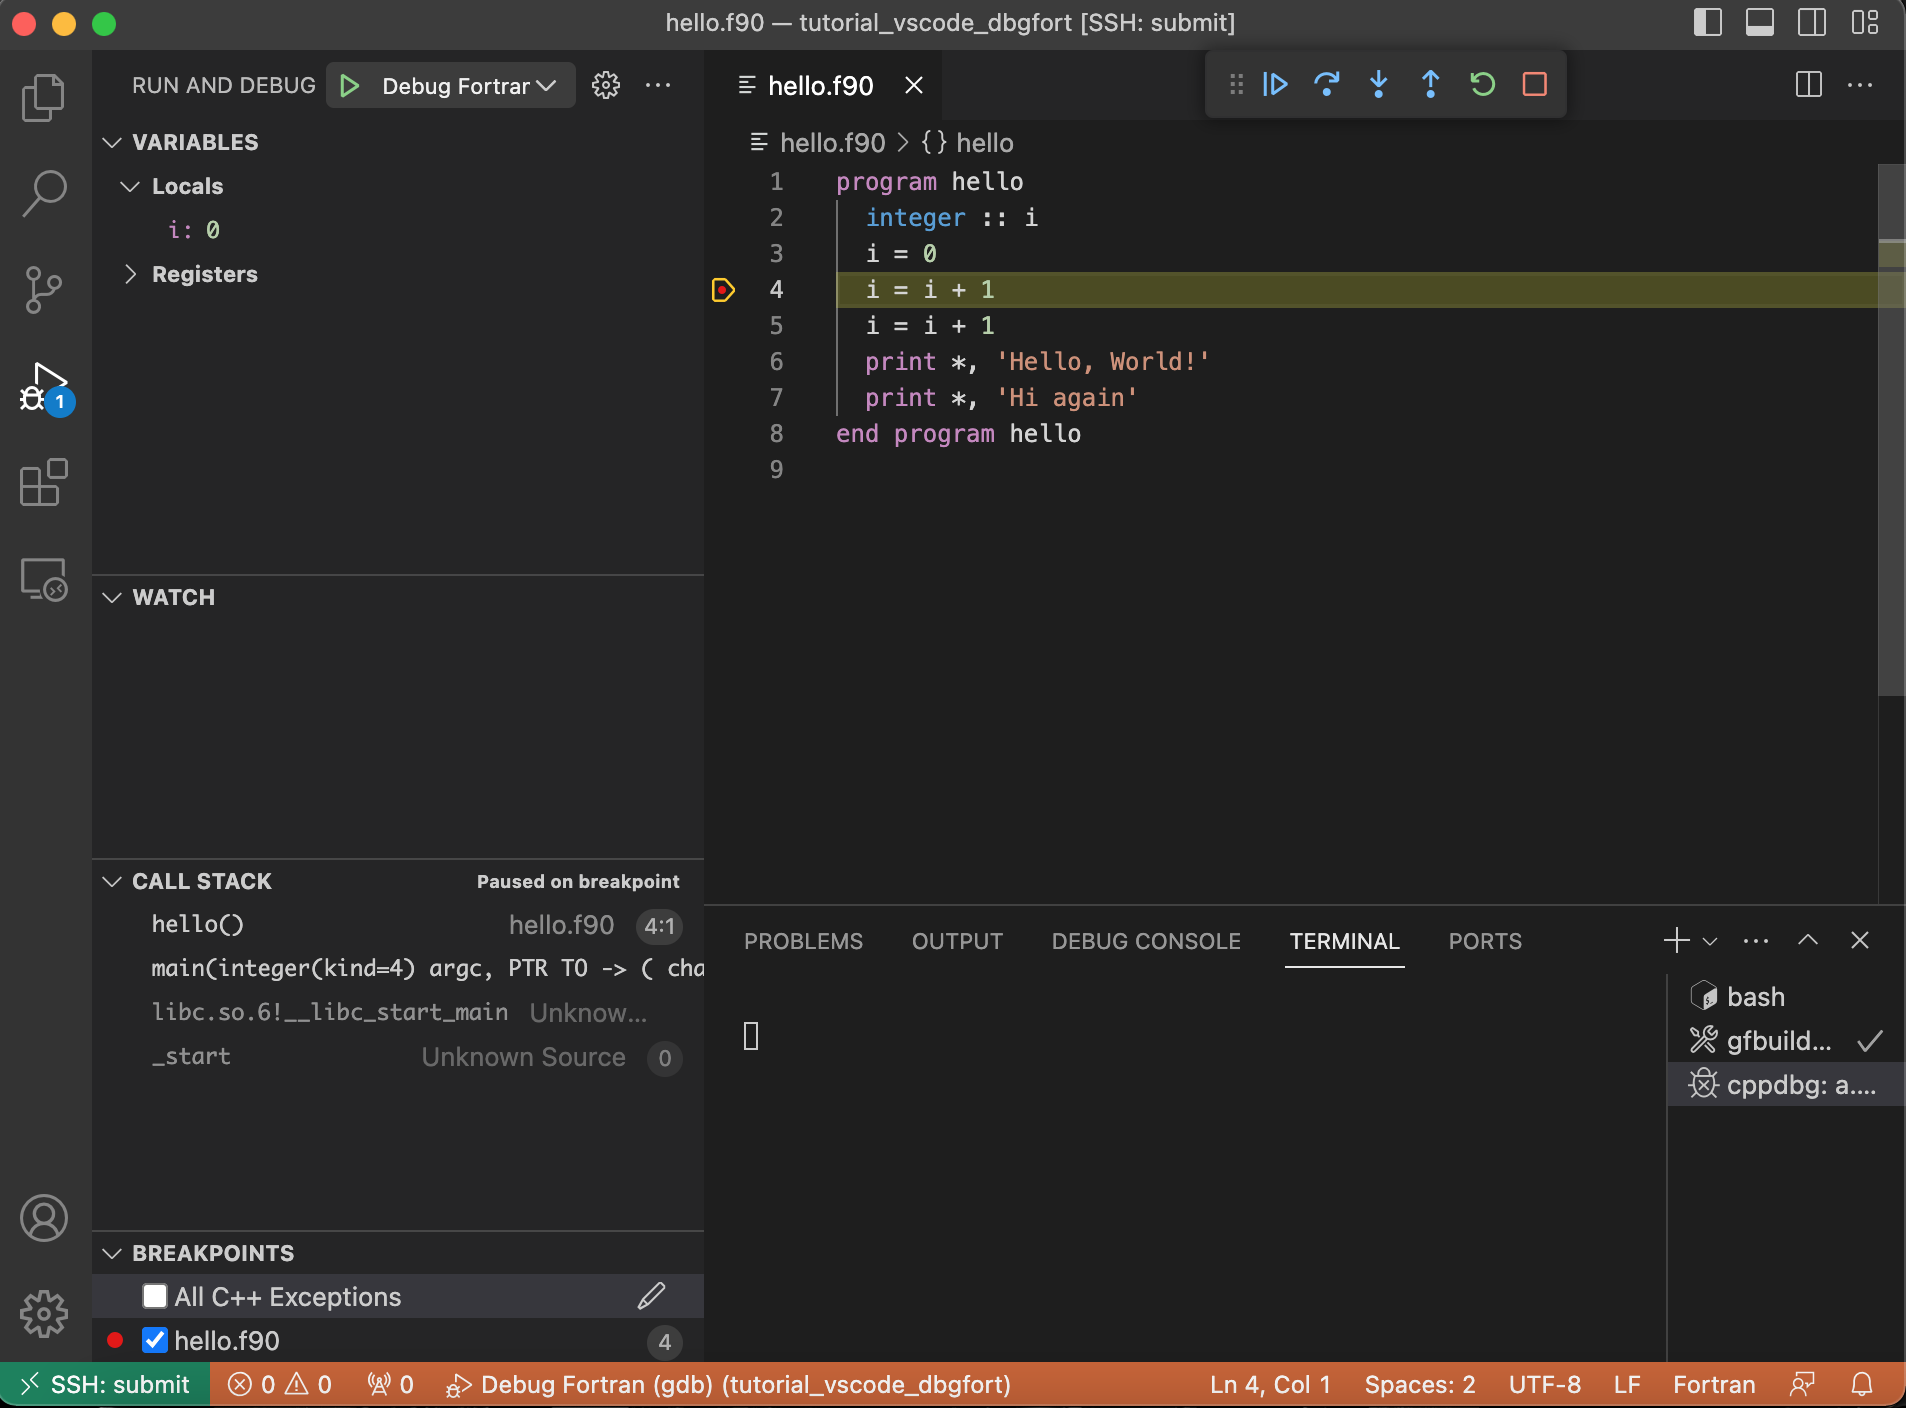 hello.f90 — tutorial_vscode_dbgfort [SSH: submit]
RUN AND DEBUG
Debug Fortrar
VARIABLES
Locals
i: 0
Registers
WATCH
CALL STACK
Paused on breakpoint
hello()
hello.f90
4:1
main(integer(kind=4) argc, PTR TO -> ( cha
libc.so.6!__libc_start_main
Unknow...
_start
Unknown Source
0
BREAKPOINTS
All C++ Exceptions
hello.f90
4
hello.f90
hello.f90 > {} hello
1 program hello
2 integer :: i
3 i = 0
4 i = i + 1
5 i = i + 1
6 print *, 'Hello, World!'
7 print *, 'Hi again'
8 end program hello
9
PROBLEMS
OUTPUT
DEBUG CONSOLE
TERMINAL
PORTS
bash
gfbuild...
cppdbg: a....
1
SSH: submit
0
0
0
Debug Fortran (gdb) (tutorial_vscode_dbgfort)
Ln 4, Col 1
Spaces: 2
UTF-8
LF
Fortran